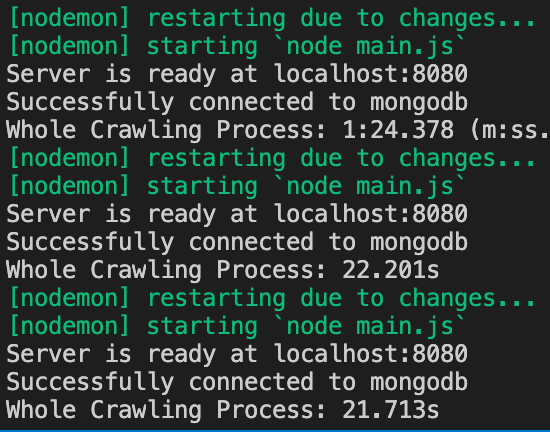 [nodemon] restarting due to changes...
[nodemon] starting `node main.js`
Server is ready at localhost:8080
Successfully connected to mongodb
Whole Crawling Process: 1:24.378 (m:ss.
[nodemon] restarting due to changes...
[nodemon] starting `node main.js`
Server is ready at localhost:8080
Successfully connected to mongodb
Whole Crawling Process: 22.201s
[nodemon] restarting due to changes...
[nodemon] starting `node main.js`
Server is ready at localhost:8080
Successfully connected to mongodb
Whole Crawling Process: 21.713s